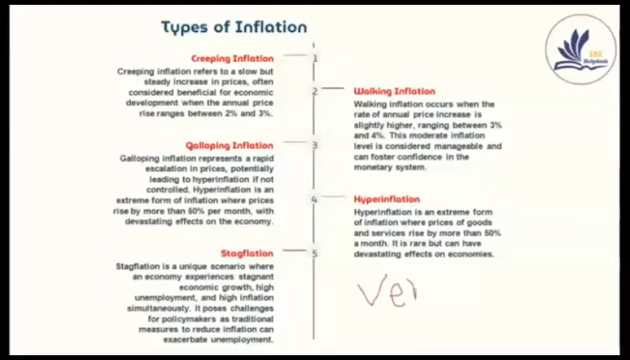 Types of Inflation
IAS
Helpdesk
Creeping Inflation
1
Creeping inflation refers to a slow but
steady increase in prices, often
considered beneficial for economic
development when the annual price
rise ranges between 2% and 3%.
2
Walking Inflation
Walking inflation occurs when the
rate of annual price increase is
slightly higher, ranging between 3%
and 4%. This moderate inflation
level is considered manageable and
can foster confidence in the
monetary system.
Galloping Inflation
3
Galloping inflation represents a rapid
escalation in prices, potentially
leading to hyperinflation if not
controlled. Hyperinflation is an
extreme form of inflation where prices
rise by more than 50% per month, with
devastating effects on the economy.
4
Hyperinflation
Hyperinflation is an extreme form
of inflation where prices of goods
and services rise by more than 50%
a month. It is rare but can have
devastating effects on economies.
Stagflation
5
Stagflation is a unique scenario where
an economy experiences stagnant
economic growth, high
unemployment, and high inflation
simultaneously. It poses challenges
for policymakers as traditional
measures to reduce inflation can
exacerbate unemployment.